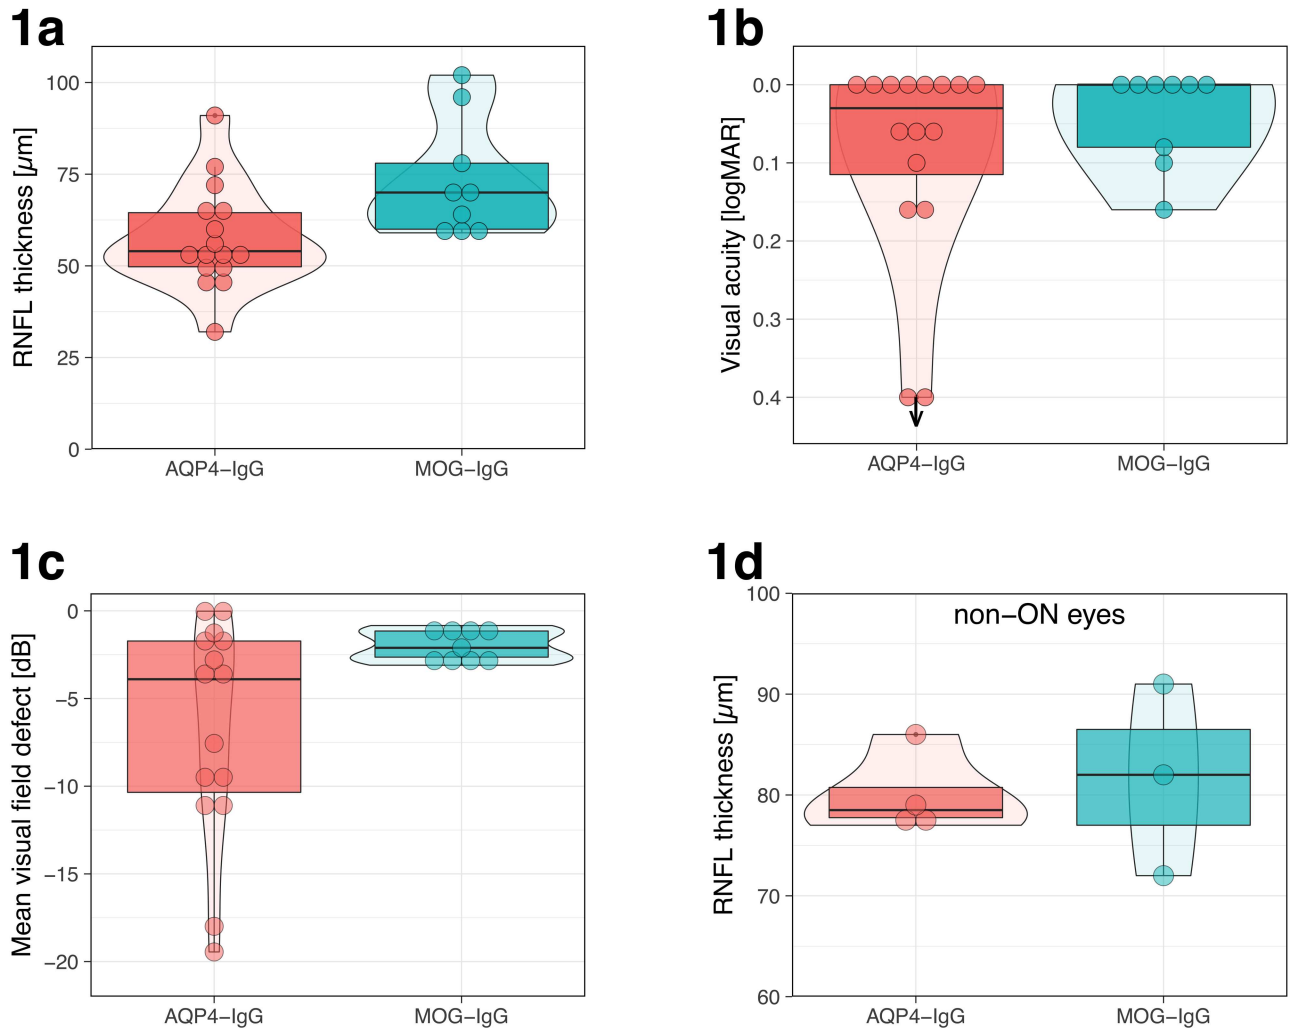 1a
RNFL thickness [µm]
100
75
50
25
0
AQP4−IgG
MOG−IgG
1b
Visual acuity [logMAR]
0.0
0.1
0.2
0.3
0.4
AQP4−IgG
MOG−IgG
1c
Mean visual field defect [dB]
0
−5
−10
−15
−20
AQP4−IgG
MOG−IgG
1d
non−ON eyes
RNFL thickness [µm]
100
90
80
70
60
AQP4−IgG
MOG−IgG